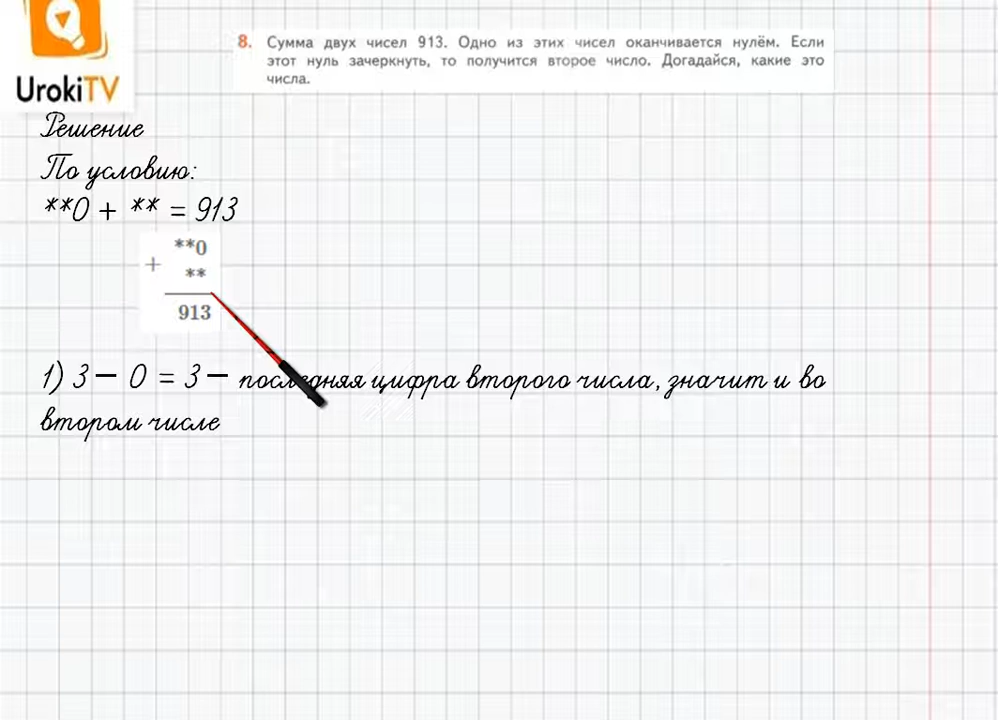 UrokiTV
8. Сумма двух чисел 913. Одно из этих чисел оканчивается нулём. Если
этот нуль зачеркнуть, то получится второе число. Догадайся, какие это
числа.
Решение
По условию:
**0 + ** = 913
**0
+
**
913
1) 3 – 0 = 3 – последняя цифра второго числа, значит и во
втором числе